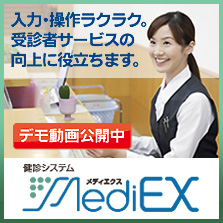 入力・操作ラクラク。
受診者サービスの
向上に役立ちます。
デモ動画公開中
健診システム
メディエクス
MediEX